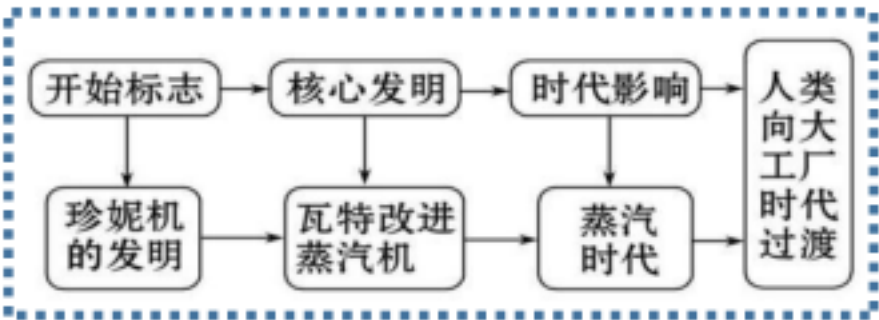 开始标志
核心发明
时代影响
人类
向大
工厂
时代
过渡
珍妮机
的发明
瓦特改进
蒸汽机
蒸汽
时代